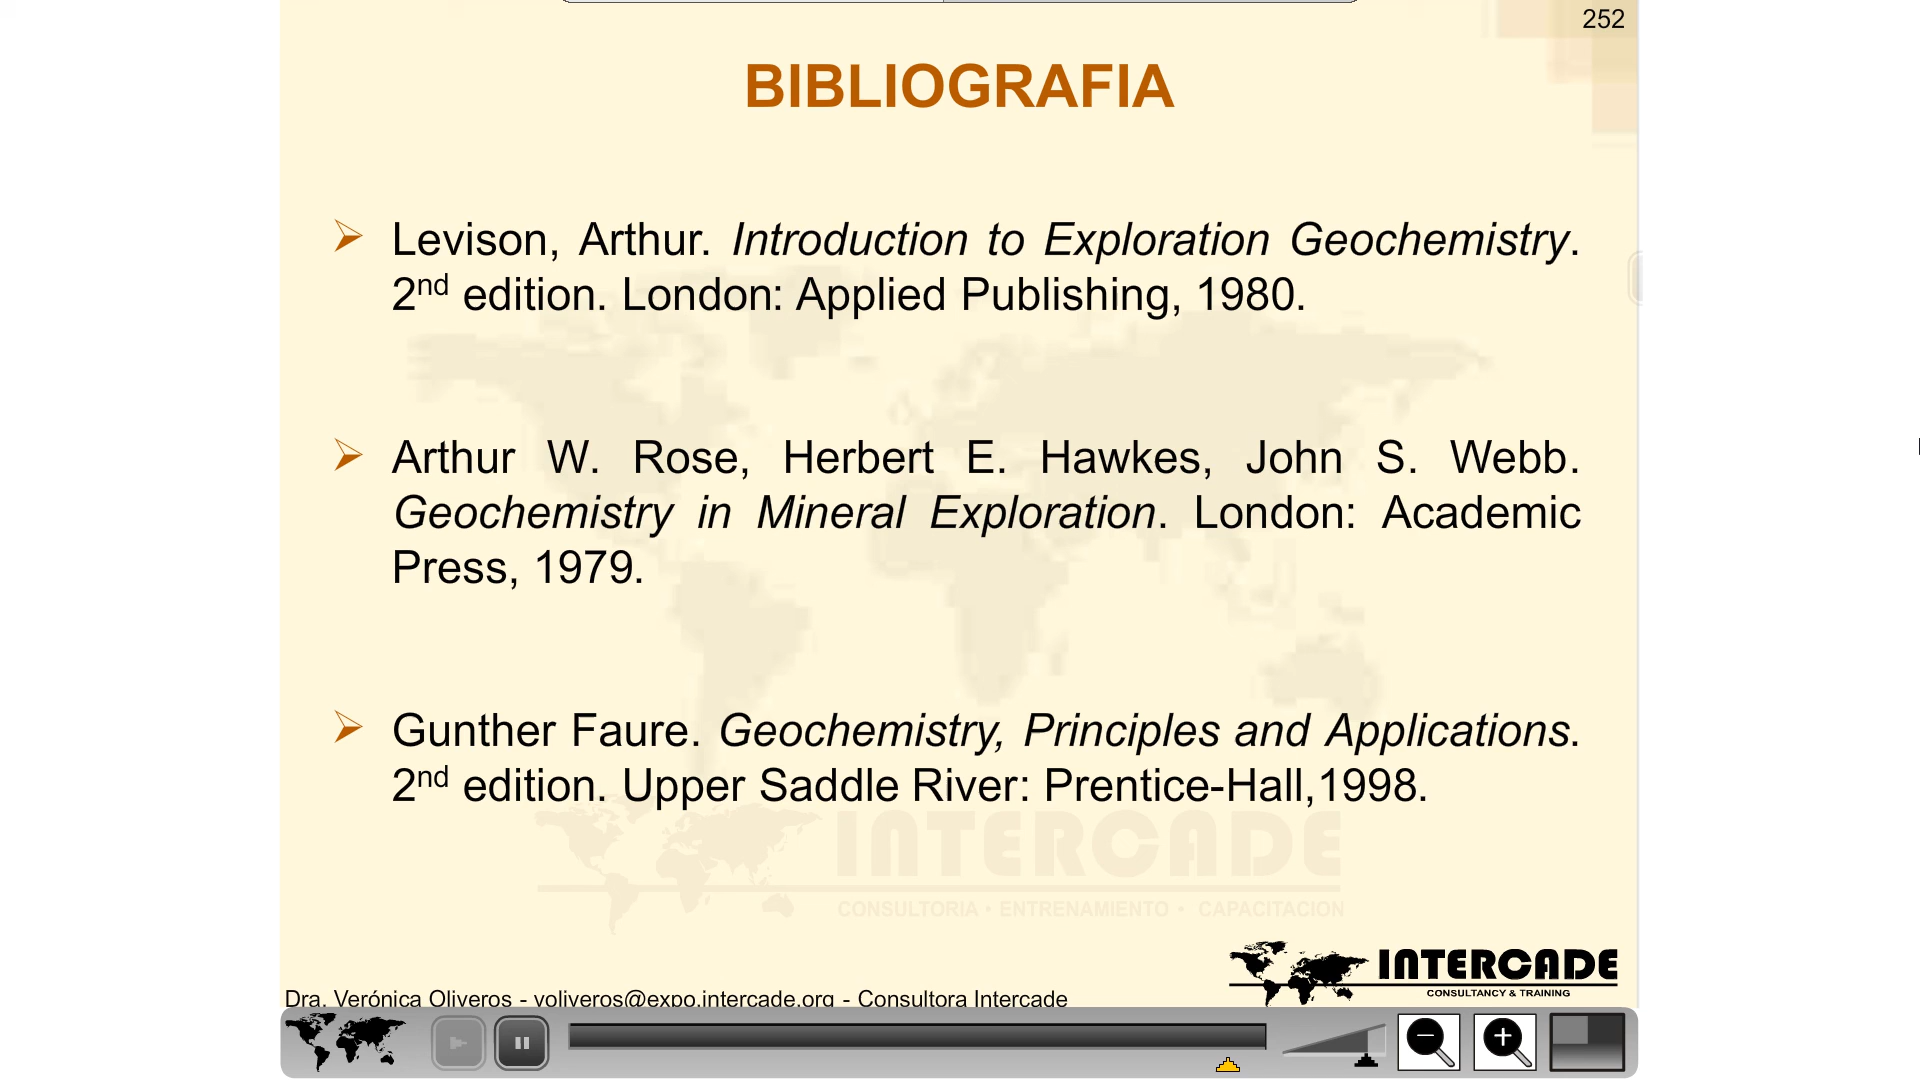 252
BIBLIOGRAFIA
Levison, Arthur. Introduction to Exploration Geochemistry.
2nd edition. London: Applied Publishing, 1980.
Arthur W. Rose, Herbert E. Hawkes, John S. Webb.
Geochemistry in Mineral Exploration. London: Academic
Press, 1979.
Gunther Faure. Geochemistry, Principles and Applications.
2nd edition. Upper Saddle River: Prentice-Hall,1998.
INTERCADE
CONSULTORIA • ENTRENAMIENTO • CAPACITACION
INTERCADE
CONSULTANCY & TRAINING
Dra. Verónica Oliveros - voliveros@expo.intercade.org - Consultora Intercade